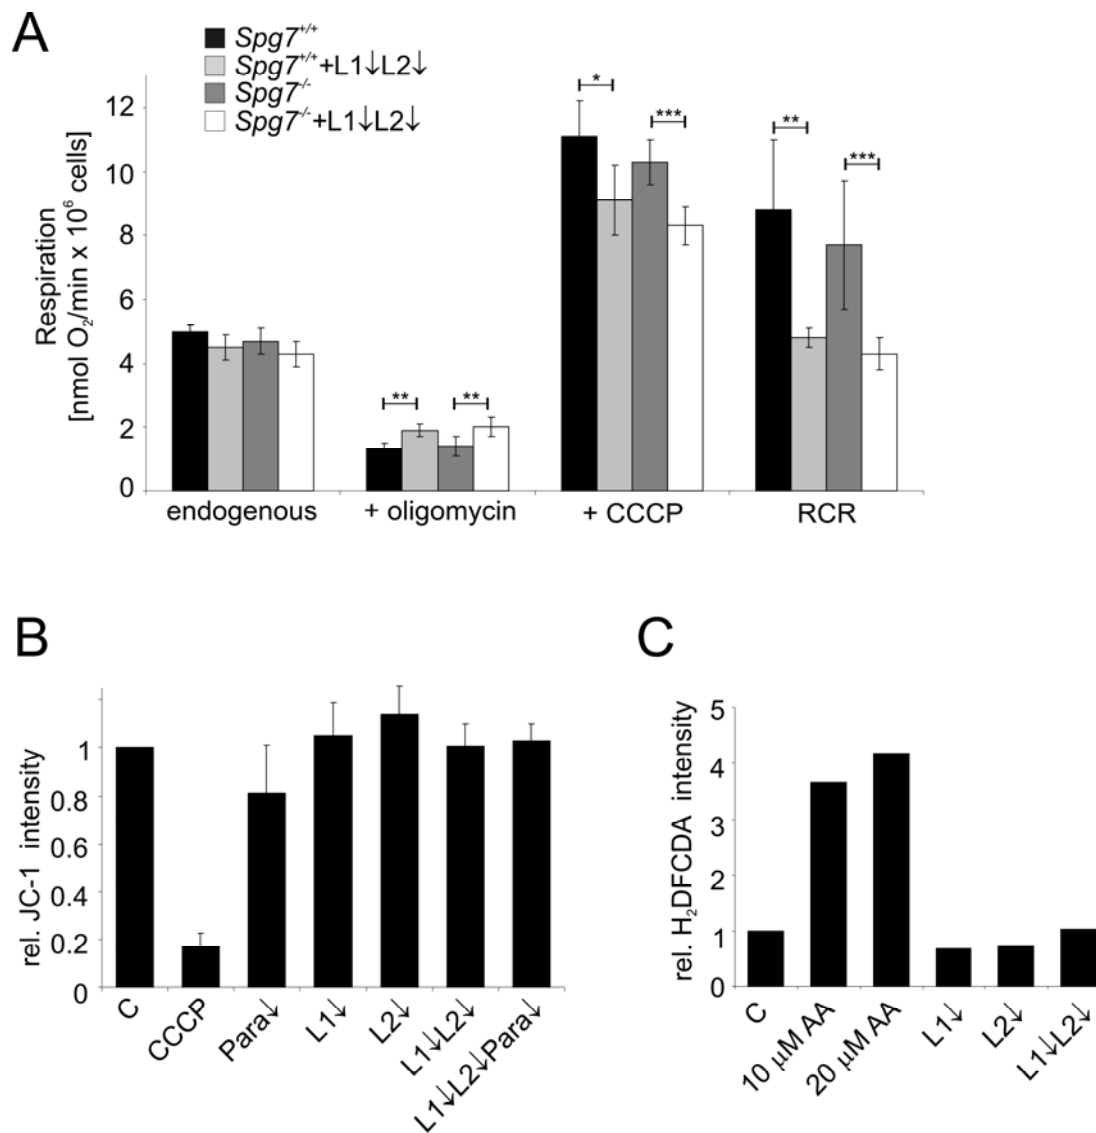 A
Spg7+/+
Spg7+/++L1↓L2↓
Spg7-/-
Spg7-/-+L1↓L2↓
Respiration
[nmol O2/min x 10^6 cells]
12
10
8
6
4
2
0
**
**
*
***
**
***
endogenous
+ oligomycin
+ CCCP
RCR
B
rel. JC-1 intensity
1
0.8
0.6
0.4
0.2
0
C
CCCP
Para↓
L1↓
L2↓
L1↓L2↓
L1↓L2↓Para↓
C
rel. H2DFCDA intensity
5
4
3
2
1
0
C
10 µM AA
20 µM AA
L1↓
L2↓
L1↓L2↓